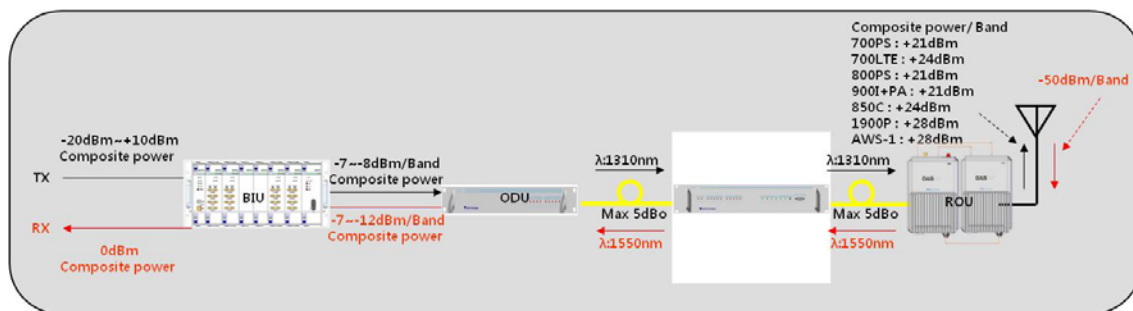 Composite power/ Band
700PS : +21dBm
700LTE : +24dBm
800PS : +21dBm
900I+PA : +21dBm
850C : +24dBm
1900P : +28dBm
AWS-1 : +28dBm
-50dBm/Band
-20dBm~+10dBm
Composite power
TX
RX
0dBm
Composite power
BIU
-7~-8dBm/Band
Composite power
-7~-12dBm/Band
Composite power
ODU
λ:1310nm
Max 5dBo
λ:1550nm
λ:1310nm
Max 5dBo
λ:1550nm
DAS
DAS
ROU